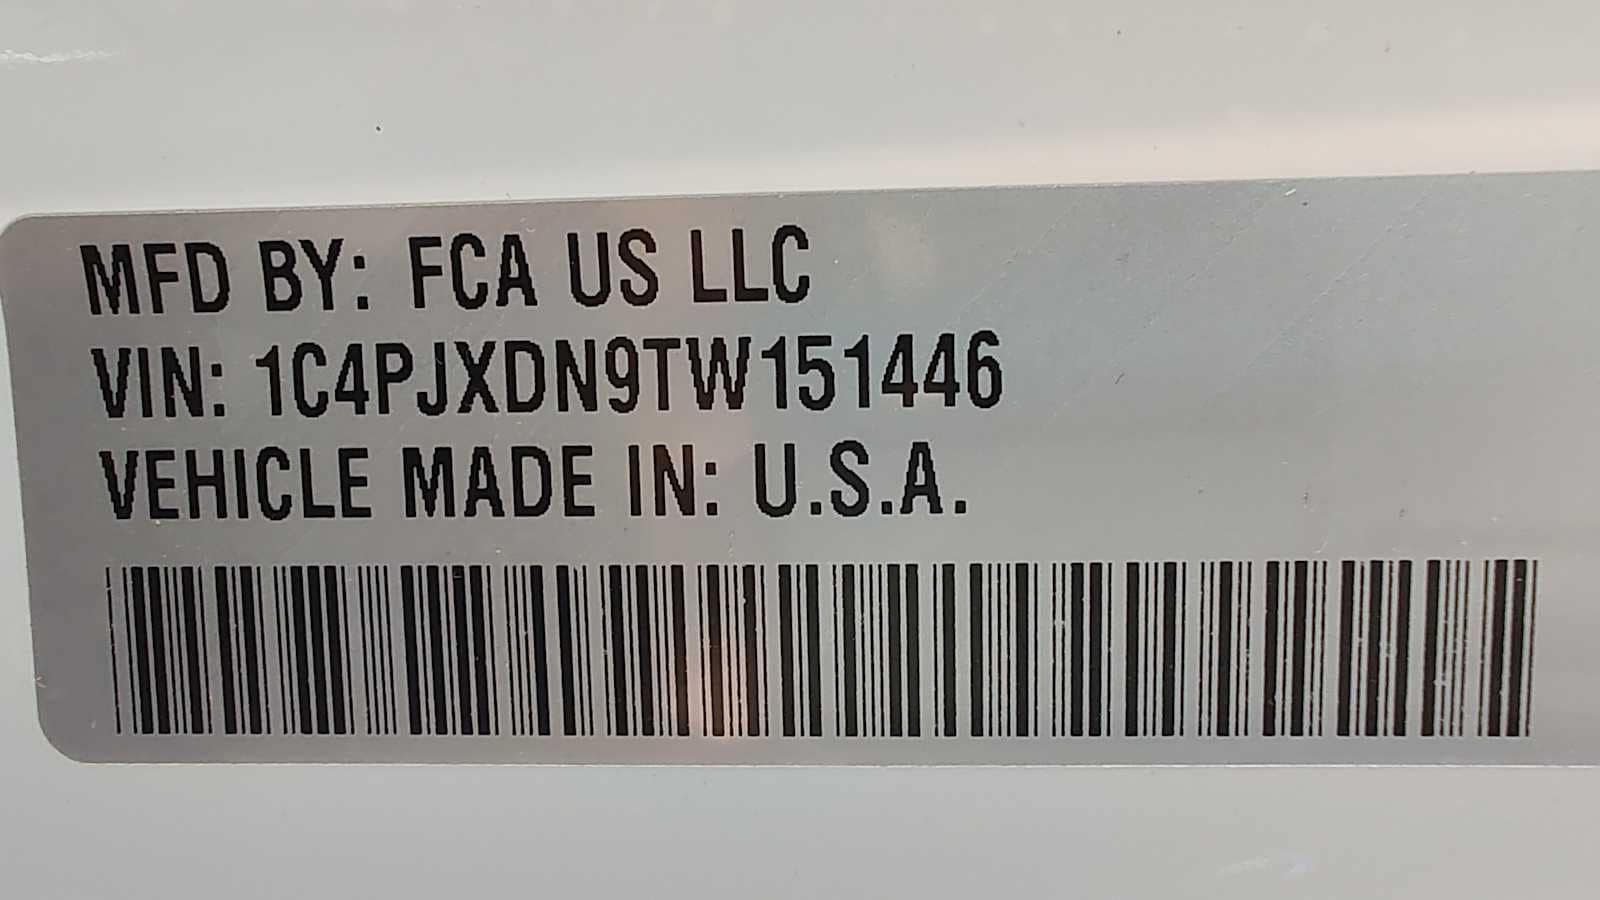 MFD BY: FCA US LLC
VIN: 1C4PJXDN9TW151446
VEHICLE MADE IN: U.S.A.